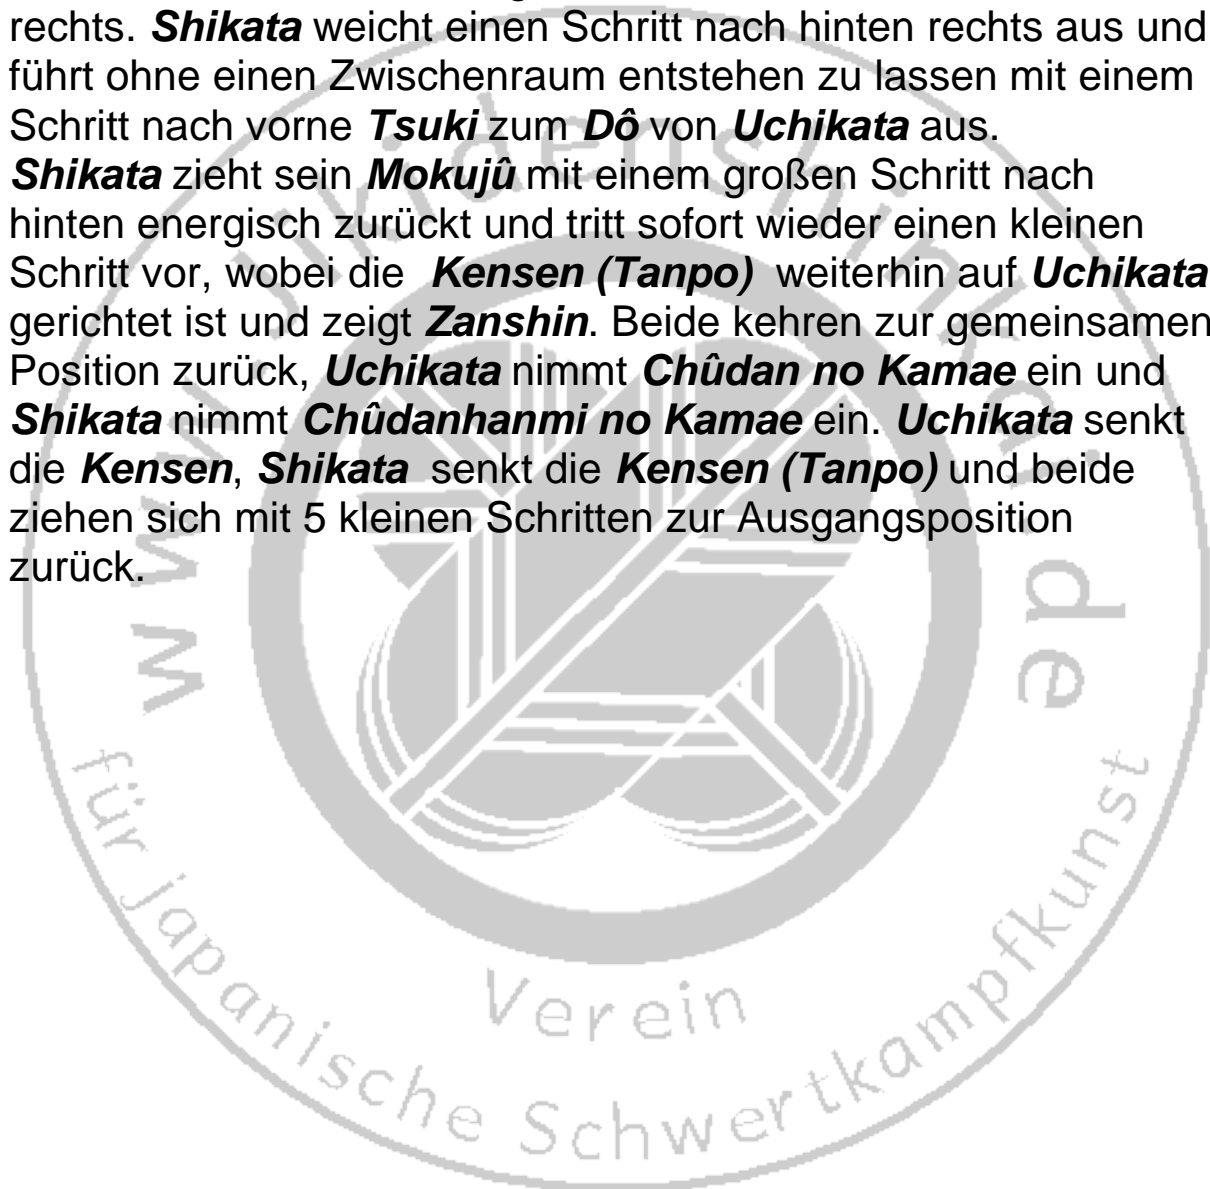 rechts. Shikata weicht einen Schritt nach hinten rechts aus und
führt ohne einen Zwischenraum entstehen zu lassen mit einem
Schritt nach vorne Tsuki zum Dô von Uchikata aus.
Shikata zieht sein Mokujû mit einem großen Schritt nach
hinten energisch zurückt und tritt sofort wieder einen kleinen
Schritt vor, wobei die Kensen (Tanpo) weiterhin auf Uchikata
gerichtet ist und zeigt Zanshin. Beide kehren zur gemeinsamen
Position zurück, Uchikata nimmt Chûdan no Kamae ein und
Shikata nimmt Chûdanhanmi no Kamae ein. Uchikata senkt
die Kensen, Shikata senkt die Kensen (Tanpo) und beide
ziehen sich mit 5 kleinen Schritten zur Ausgangsposition
zurück.
www.jikidenshinkai.de
Verein
für japanische Schwertkampfkunst